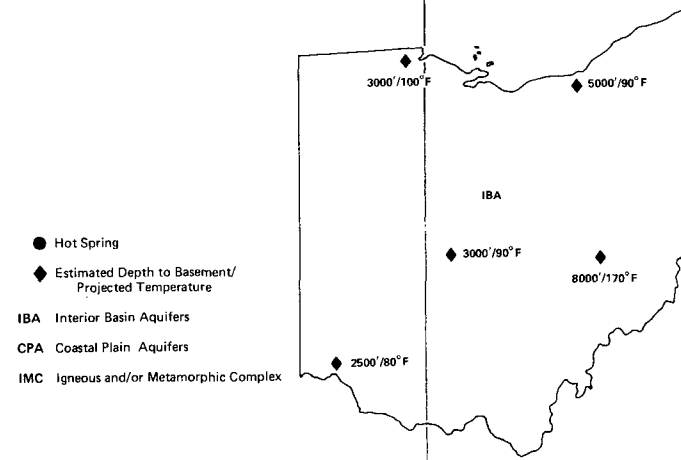 3000'/100°F
5000'/90°F
IBA
3000'/90°F
8000'/170°F
2500'/80°F
Hot Spring
Estimated Depth to Basement/
Projected Temperature
IBA Interior Basin Aquifers
CPA Coastal Plain Aquifers
IMC Igneous and/or Metamorphic Complex